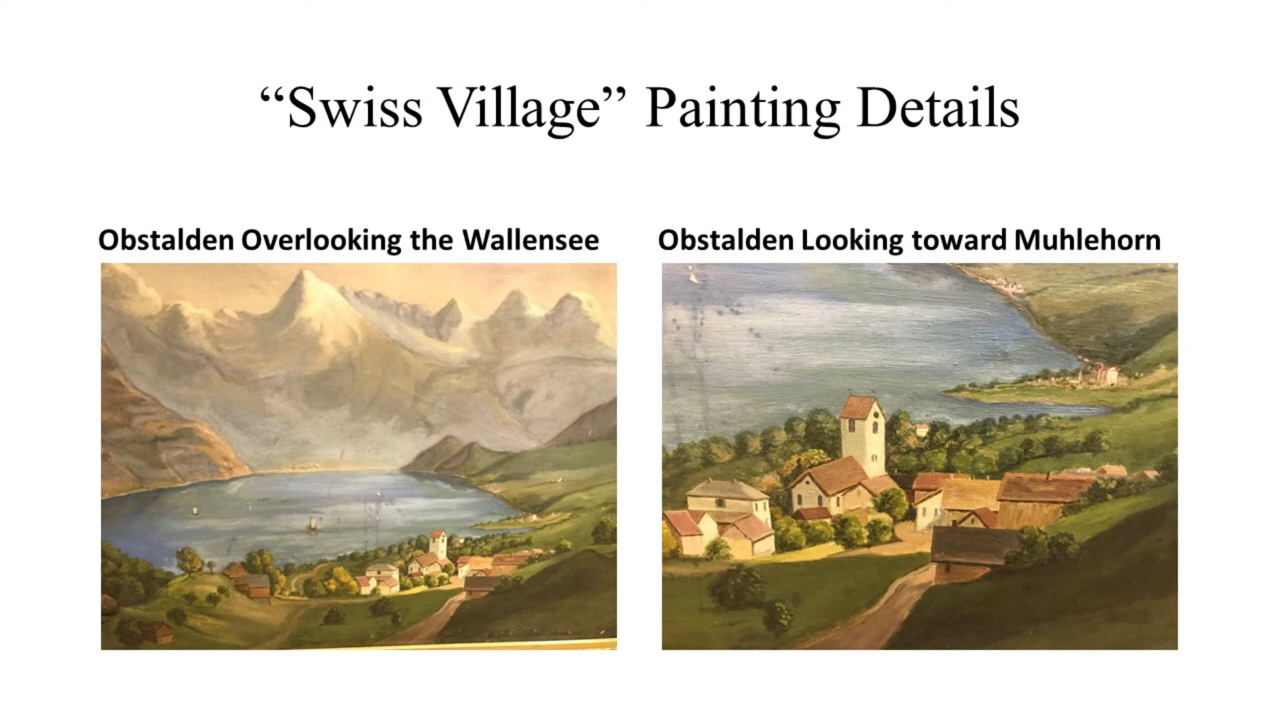 “Swiss Village” Painting Details
Obstalden Overlooking the Wallensee
Obstalden Looking toward Muhlehorn